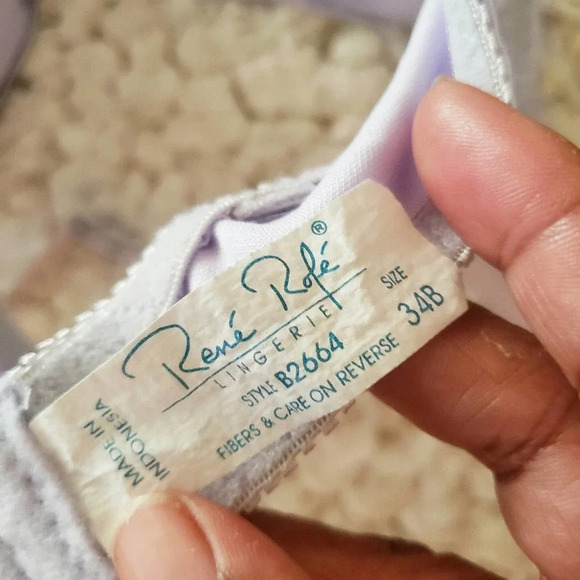 René Rofé®
LINGERIE
SIZE
STYLE B2664
34B
FIBERS & CARE ON REVERSE
MADE IN
INDONESIA